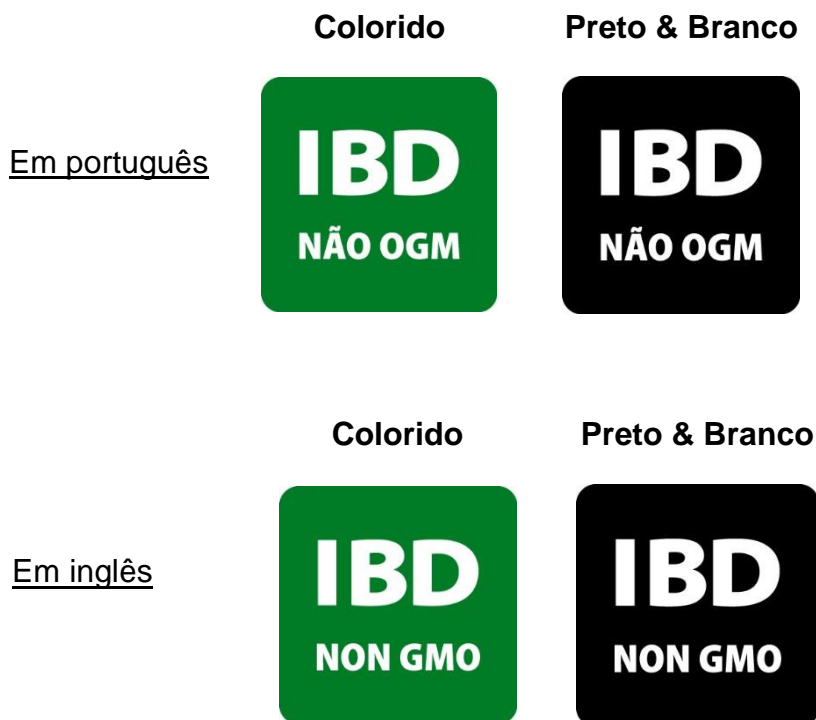 Colorido Preto & Branco
Em português
IBD IBD
NÃO OGM NÃO OGM
Colorido Preto & Branco
Em inglês
IBD IBD
NON GMO NON GMO